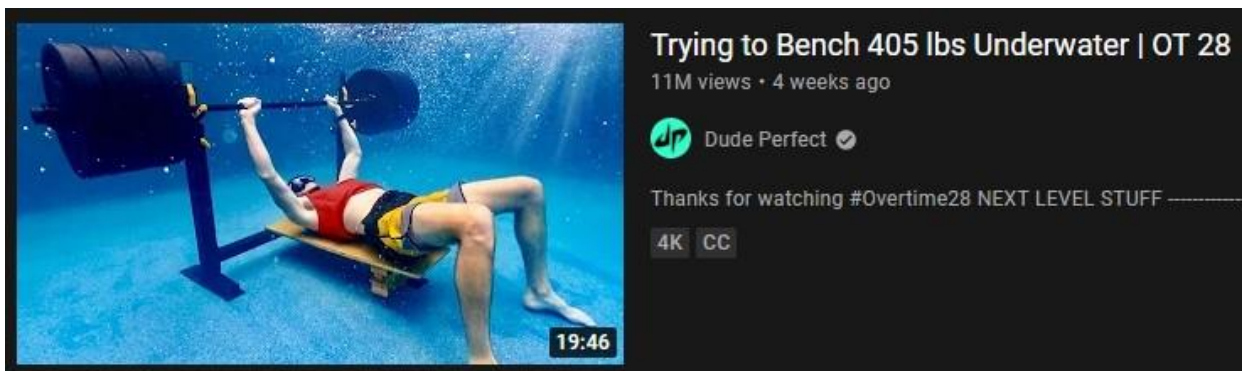 Trying to Bench 405 lbs Underwater | OT 28
11M views • 4 weeks ago
dp
Dude Perfect
Thanks for watching #Overtime28 NEXT LEVEL STUFF -------------
4K CC
19:46